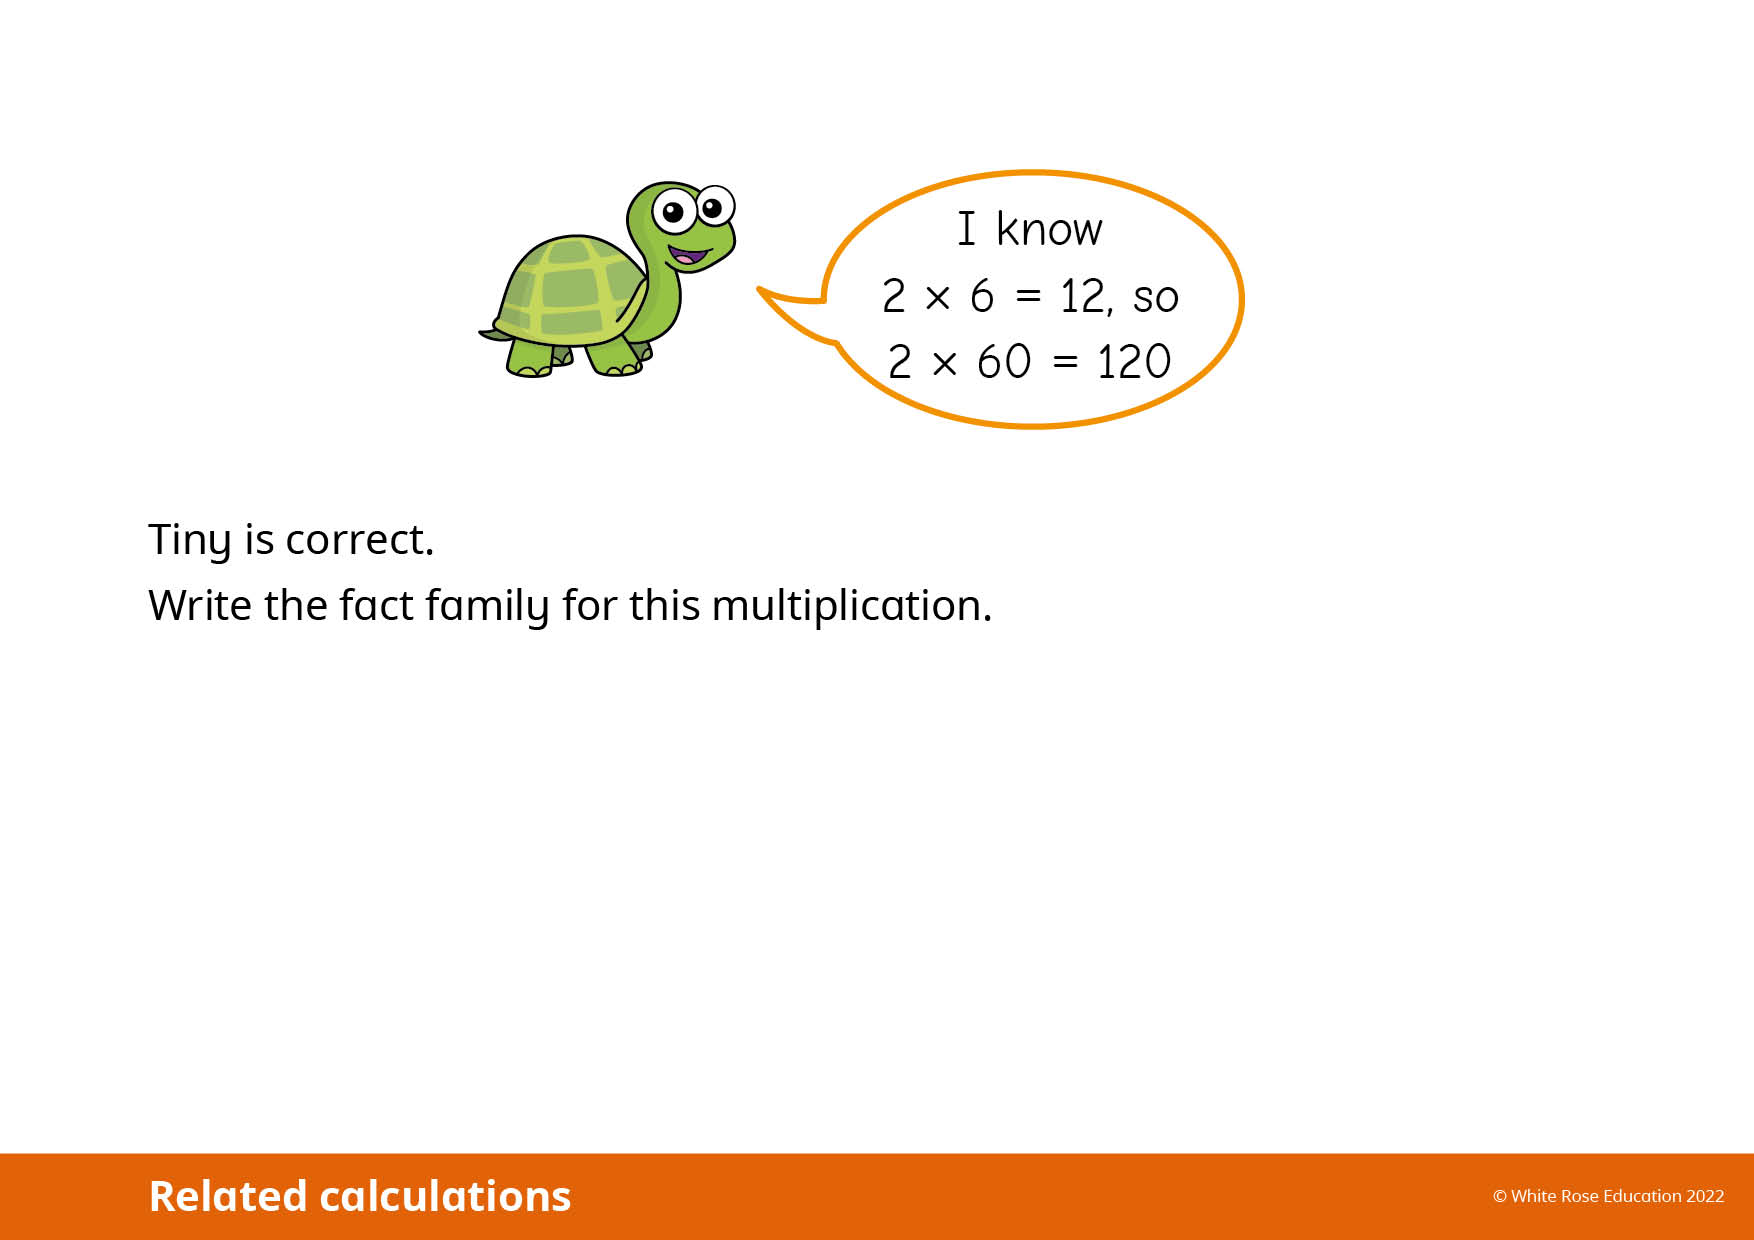 I know
2 × 6 = 12, so
2 × 60 = 120
Tiny is correct.
Write the fact family for this multiplication.
Related calculations
© White Rose Education 2022